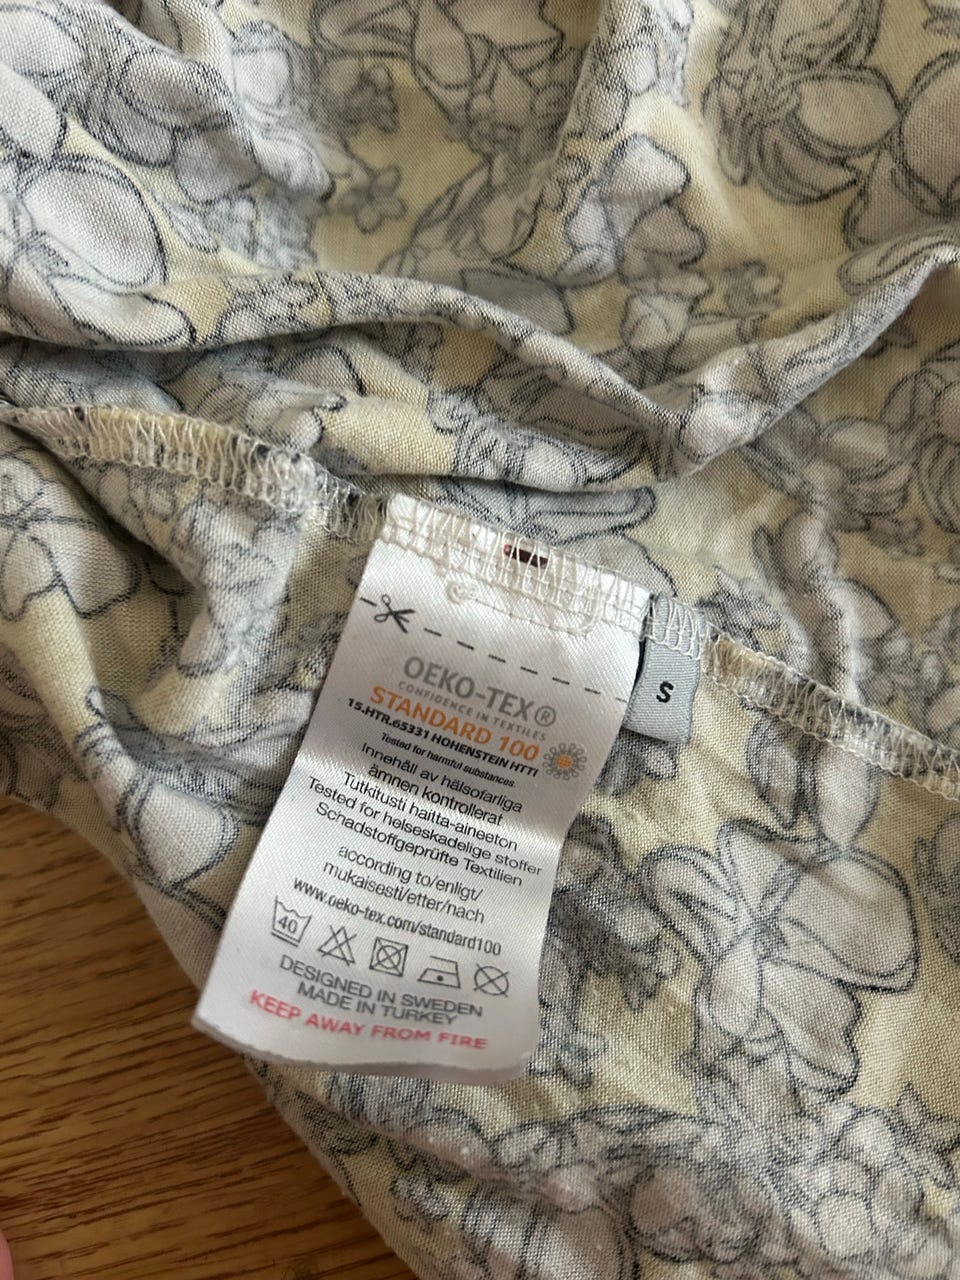 S
OEKO-TEX®
CONFIDENCE IN TEXTILES
STANDARD 100
15.HTR.65331 HOHENSTEIN HTTI
Tested for harmful substances.
Innehåll av hälsofarliga
ämnen kontrollerat
Tutkitusti haitta-aineeton
Tested for helseskadelige stoffer
Schadstoffgeprüfte Textilien
according to/enligt/
mukaisesti/etter/nach
www.oeko-tex.com/standard100
40
DESIGNED IN SWEDEN
MADE IN TURKEY
KEEP AWAY FROM FIRE